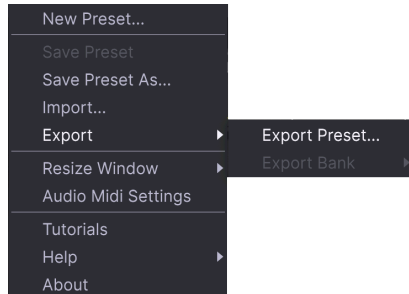 New Preset...
Save Preset
Save Preset As...
Import...
Export
Export Preset...
Resize Window
Export Bank
Audio Midi Settings
Tutorials
Help
About